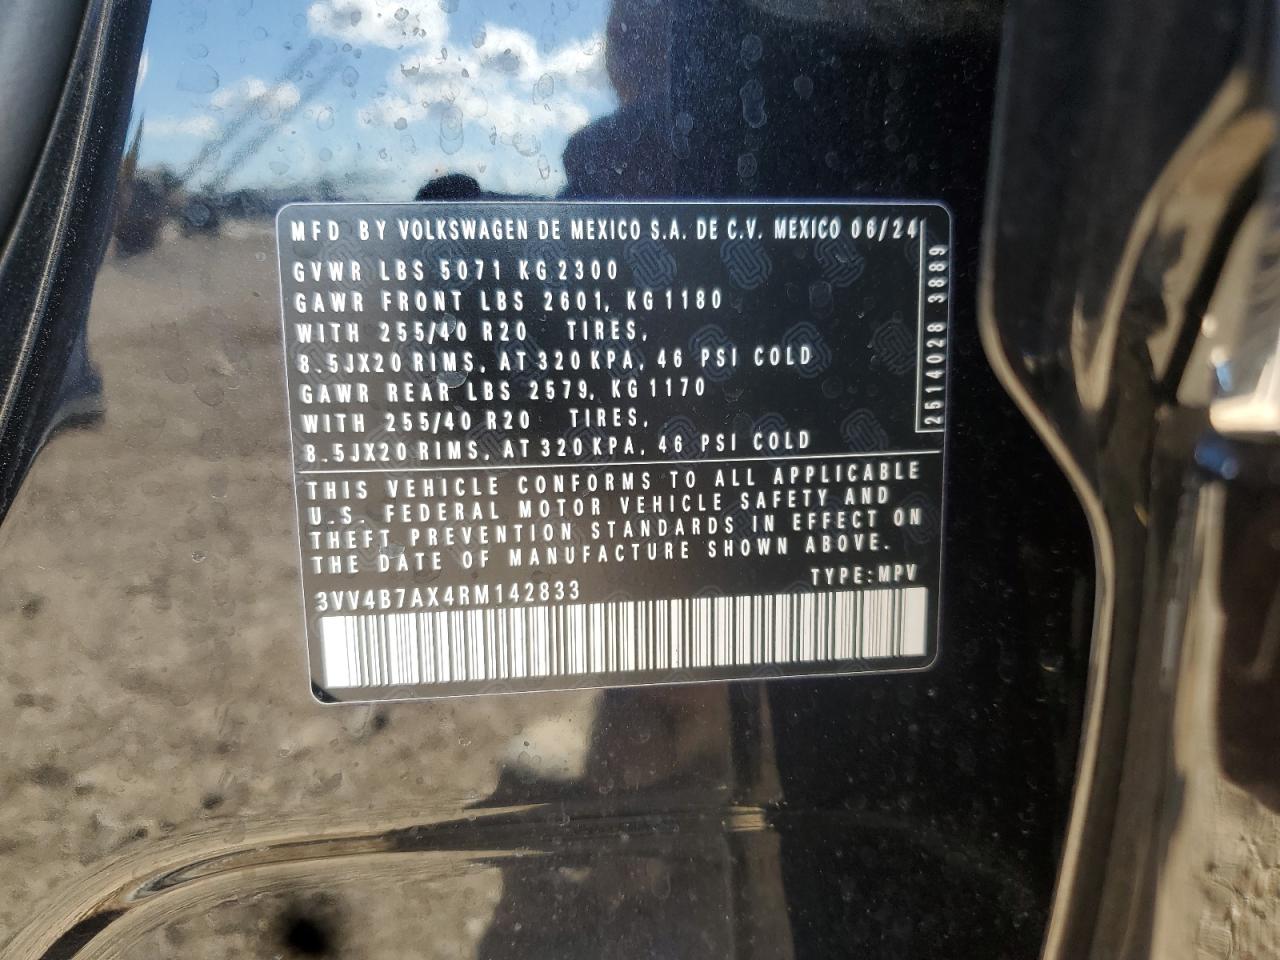 MFD BY VOLKSWAGEN DE MEXICO S.A. DE C.V. MEXICO 06/24
GVWR LBS 5071 KG 2300
GAWR FRONT LBS 2601, KG 1180
WITH 255/40 R20 TIRES,
8.5JX20 RIMS, AT 320 KPA, 46 PSI COLD
GAWR REAR LBS 2579, KG 1170
WITH 255/40 R20 TIRES,
8.5JX20 RIMS, AT 320 KPA, 46 PSI COLD
2514028 3889
THIS VEHICLE CONFORMS TO ALL APPLICABLE
U.S. FEDERAL MOTOR VEHICLE SAFETY AND
THEFT PREVENTION STANDARDS IN EFFECT ON
THE DATE OF MANUFACTURE SHOWN ABOVE.
TYPE:MPV
3VV4B7AX4RM142833